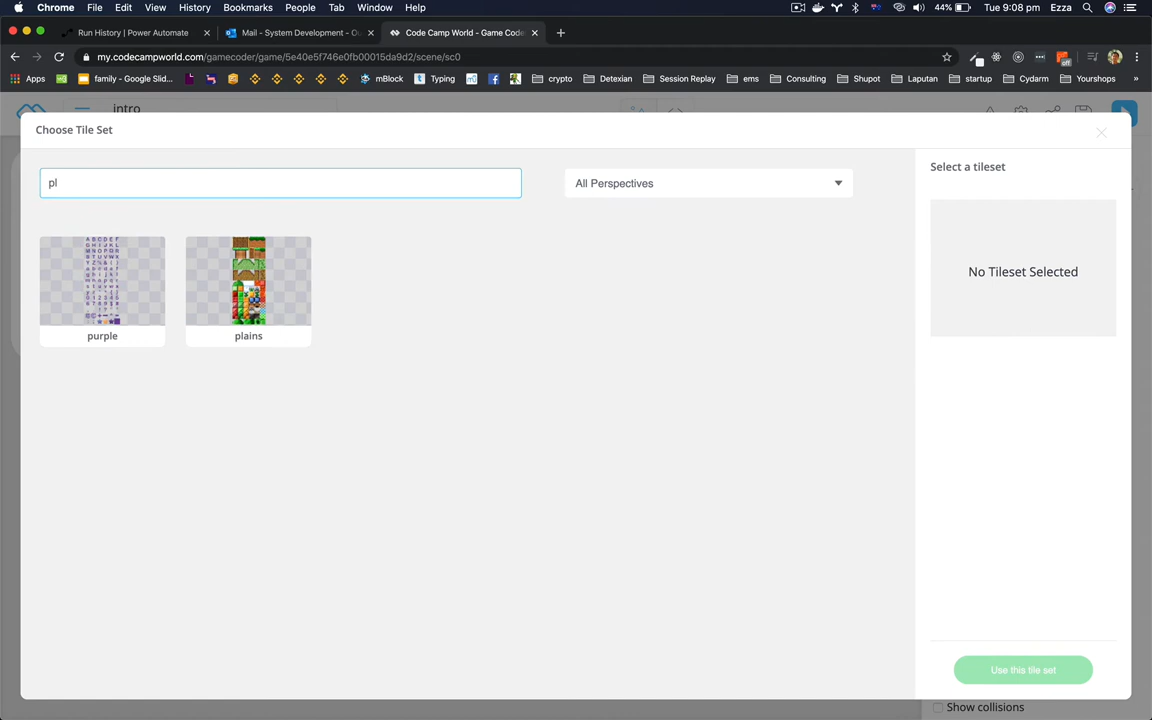 Chrome File Edit View History Bookmarks People Tab Window Help 44% Tue 9:08 pm Ezza
Run History | Power Automate Mail - System Development - O Code Camp World - Game Code
my.codecampworld.com/gamecoder/game/5e40e5f746e0fb00015da9d2/scene/sc0
Apps family - Google Slid... mBlock Typing crypto Detexian Session Replay ems Consulting Shupot Laputan startup Cydarm Yourshops »
intro
Choose Tile Set
pl
All Perspectives
Select a tileset
No Tileset Selected
purple plains
Use this tile set
Show collisions